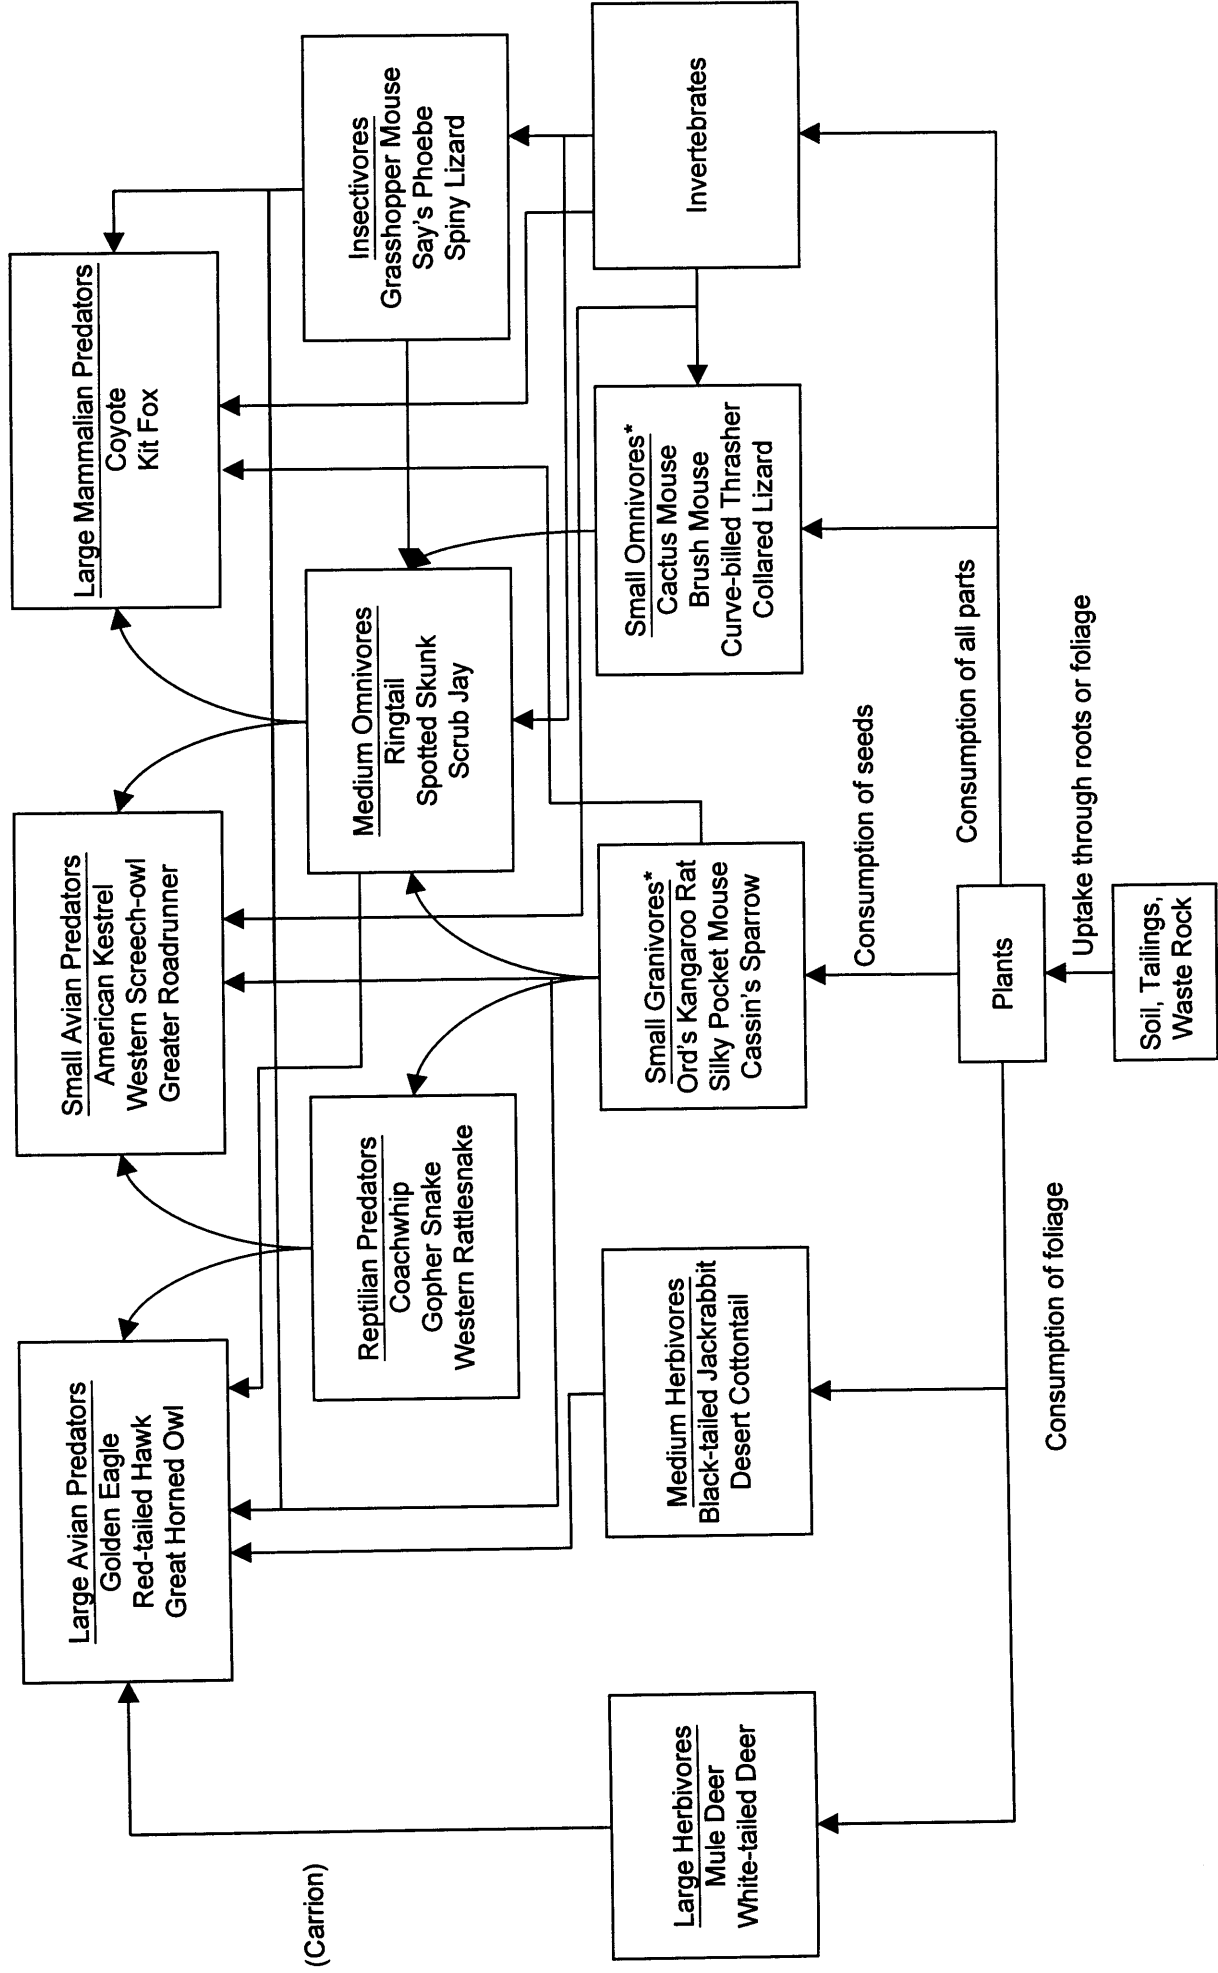 Large Avian Predators
Golden Eagle
Red-tailed Hawk
Great Horned Owl
Small Avian Predators
American Kestrel
Western Screech-owl
Greater Roadrunner
Large Mammalian Predators
Coyote
Kit Fox
(Carrion)
Reptilian Predators
Coachwhip
Gopher Snake
Western Rattlesnake
Medium Omnivores
Ringtail
Spotted Skunk
Scrub Jay
Insectivores
Grasshopper Mouse
Say's Phoebe
Spiny Lizard
Large Herbivores
Mule Deer
White-tailed Deer
Medium Herbivores
Black-tailed Jackrabbit
Desert Cottontail
Small Granivores*
Ord's Kangaroo Rat
Silky Pocket Mouse
Cassin's Sparrow
Small Omnivores*
Cactus Mouse
Brush Mouse
Curve-billed Thrasher
Collared Lizard
Invertebrates
Consumption of seeds
Consumption of all parts
Plants
Consumption of foliage
Uptake through roots or foliage
Soil, Tailings,
Waste Rock